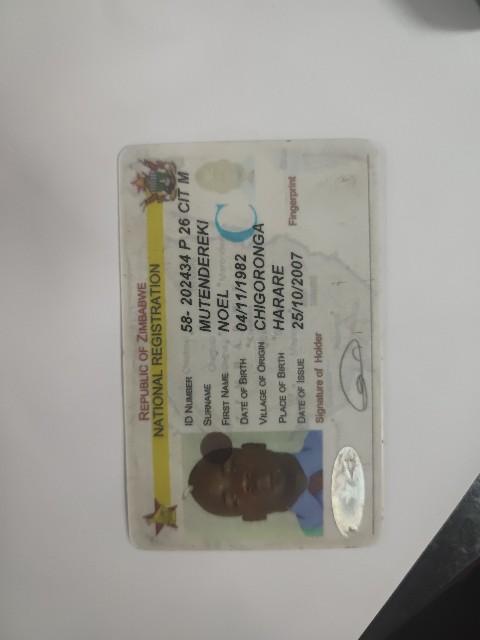 REPUBLIC OF ZIMBABWE
NATIONAL REGISTRATION
ID NUMBER 58- 202434 P 26 CIT M
SURNAME MUTENDEREKI
FIRST NAME NOEL
DATE OF BIRTH 04/11/1982
VILLAGE OF ORIGIN CHIGORONGA
PLACE OF BIRTH HARARE
DATE OF ISSUE 25/10/2007
Signature of Holder
Fingerprint
C